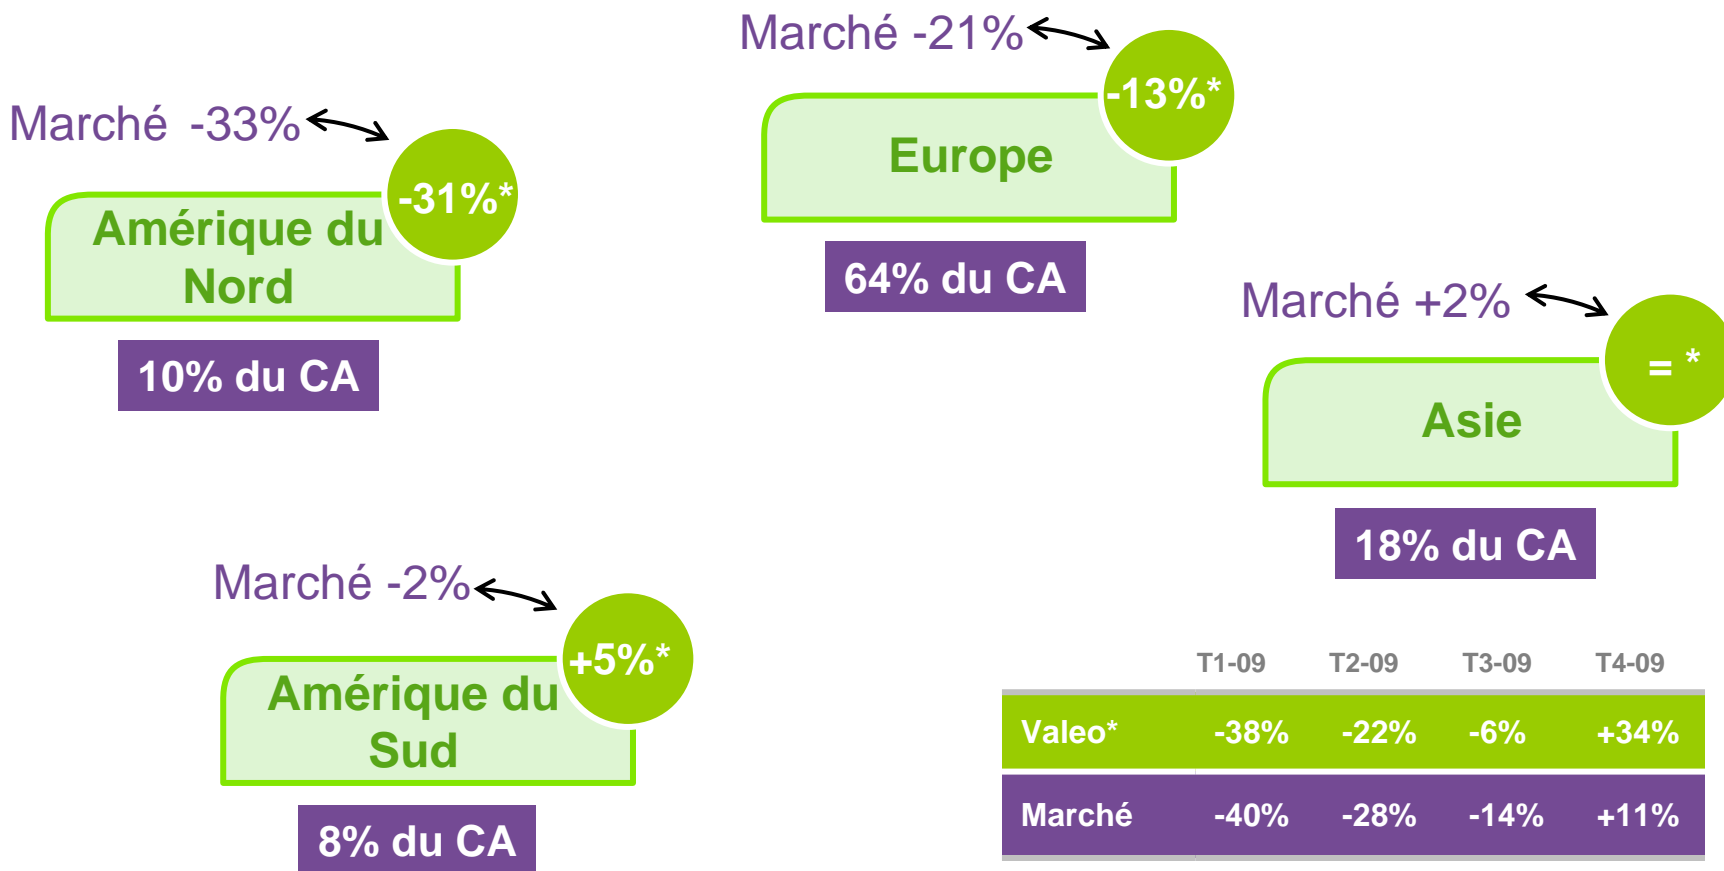 Marché -21%
-13%*
Europe
64% du CA
Marché -33%
-31%*
Amérique du
Nord
10% du CA
Marché +2%
= *
Asie
18% du CA
Marché -2%
+5%*
Amérique du
Sud
8% du CA
T1-09 T2-09 T3-09 T4-09
Valeo* -38% -22% -6% +34%
Marché -40% -28% -14% +11%